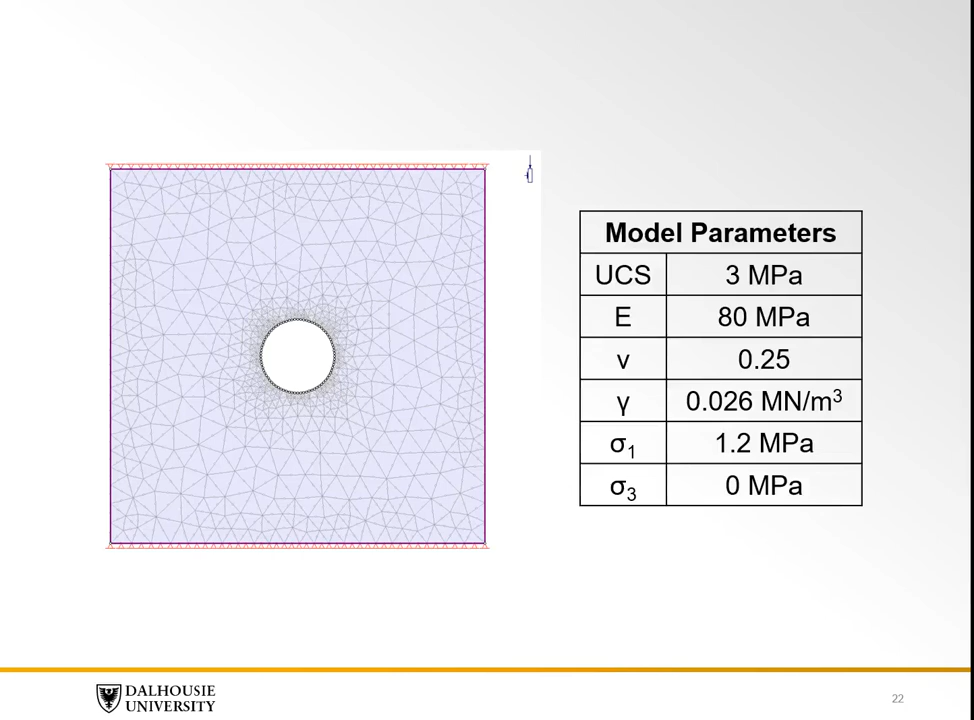 Model Parameters
UCS 3 MPa
E 80 MPa
ν 0.25
γ 0.026 MN/m³
σ₁ 1.2 MPa
σ₃ 0 MPa
DALHOUSIE
UNIVERSITY
22